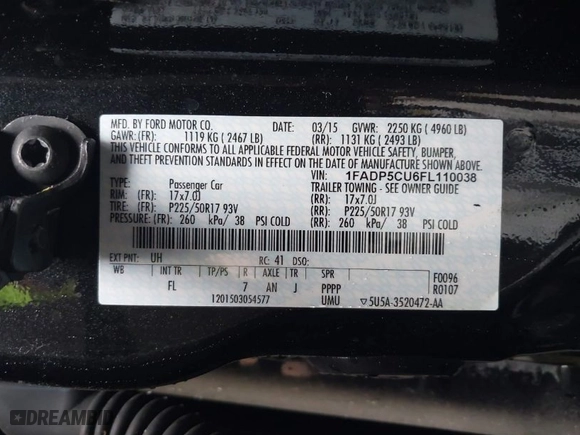 MFD. BY FORD MOTOR CO. DATE: 03/15 GVWR: 2250 KG ( 4960 LB)
GAWR: (FR): 1119 KG ( 2467 LB) (RR): 1131 KG ( 2493 LB)
THIS VEHICLE CONFORMS TO ALL APPLICABLE FEDERAL MOTOR VEHICLE SAFETY, BUMPER,
AND THEFT PREVENTION STANDARDS IN EFFECT ON THE DATE OF MANUFACTURE SHOWN ABOVE.
VIN: 1FADP5CU6FL110038
TYPE: Passenger Car TRAILER TOWING - SEE OWNER GUIDE
RIM: (FR): 17x7.0J (RR): 17x7.0J
TIRE: (FR): P225/50R17 93V (RR): P225/50R17 93V
PRESSURE: (FR): 260 kPa/ 38 PSI COLD (RR): 260 kPa/ 38 PSI COLD
EXT PNT: UH RC: 41 DSO:
WB INT TR TP/PS R AXLE TR SPR F0096
FL 7 AN J PPPP R0107
1201503054577 UMU ▽5U5A-3520472-AA
DREAMBID